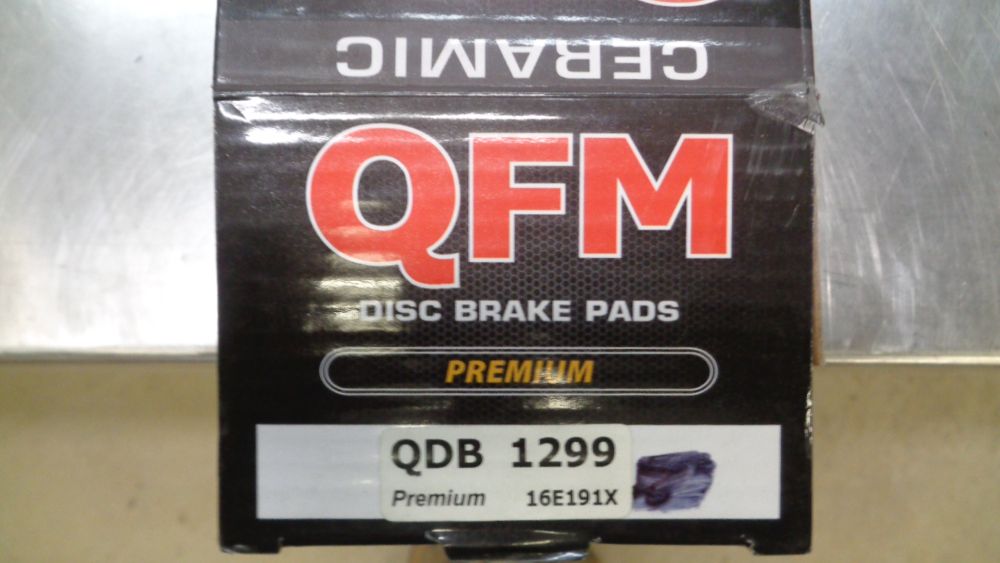 CERAMIC
QFM
DISC BRAKE PADS
PREMIUM
QDB 1299
Premium 16E191X